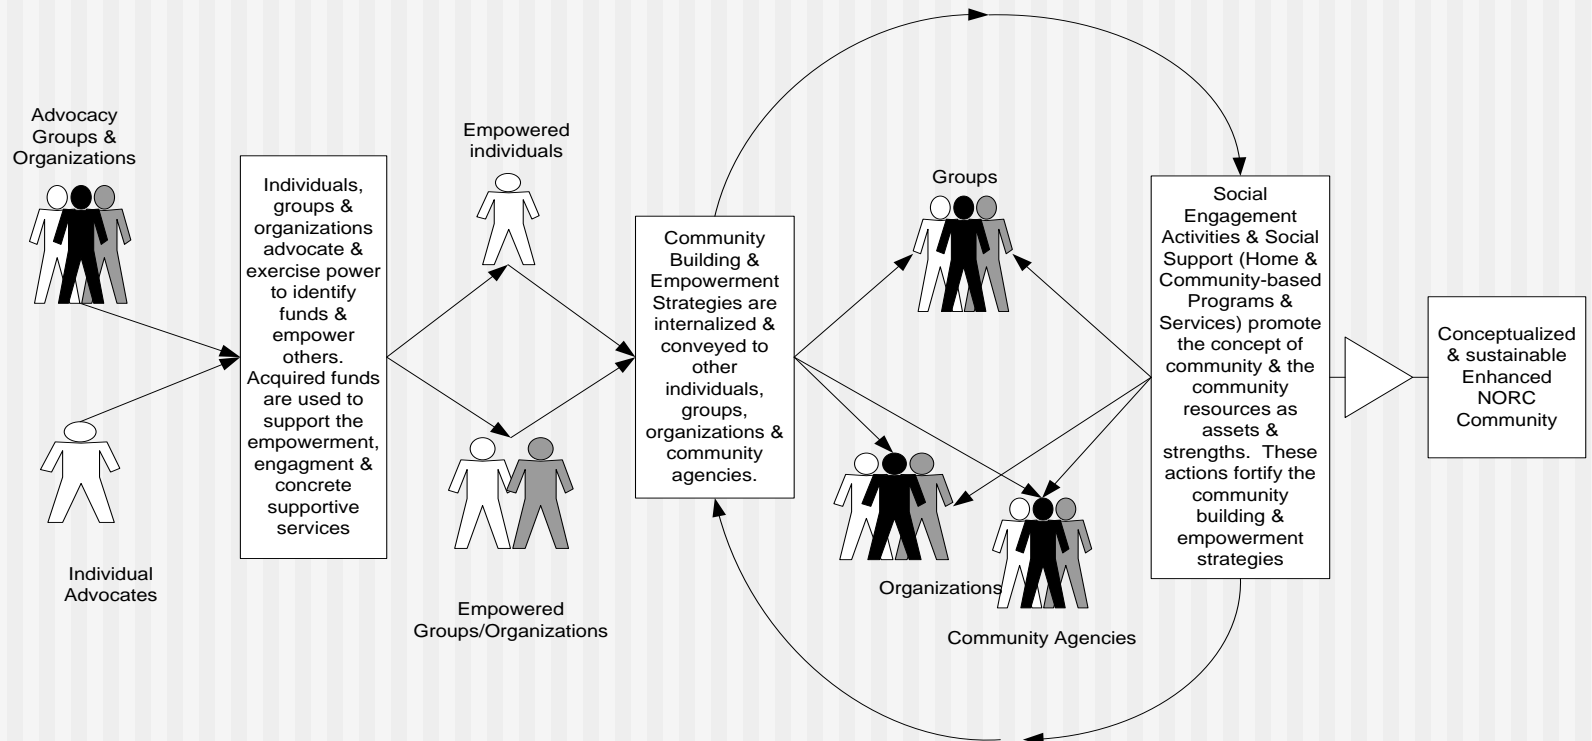 Advocacy
Groups &
Organizations
Individual
Advocates
Individuals,
groups &
organizations
advocate &
exercise power
to identify
funds &
empower
others.
Acquired funds
are used to
support the
empowerment,
engagment &
concrete
supportive
services
Empowered
individuals
Empowered
Groups/Organizations
Community
Building &
Empowerment
Strategies are
internalized &
conveyed to
other
individuals,
groups,
organizations &
community
agencies.
Groups
Organizations
Community Agencies
Social
Engagement
Activities & Social
Support (Home &
Community-based
Programs &
Services) promote
the concept of
community & the
community
resources as
assets &
strengths.  These
actions fortify the
community
building &
empowerment
strategies
Conceptualized
& sustainable
Enhanced
NORC
Community